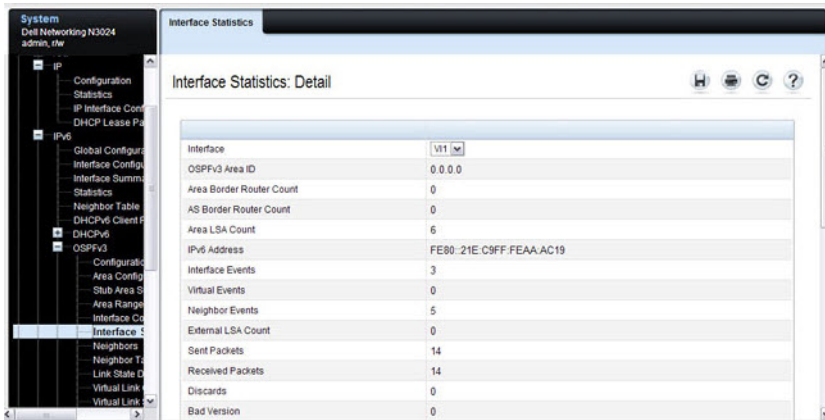 System
Dell Networking N3024
admin, r/w
IP
Configuration
Statistics
IP Interface Conf
DHCP Lease Pa
IPv6
Global Configura
Interface Configu
Interface Summa
Statistics
Neighbor Table
DHCPv6 Client P
DHCPv6
OSPFv3
Configuratio
Area Config
Stub Area S
Area Range
Interface Co
Interface S
Neighbors
Neighbor Ta
Link State D
Virtual Link
Virtual Link
Interface Statistics
Interface Statistics: Detail
Interface Vl1
OSPFv3 Area ID 0.0.0.0
Area Border Router Count 0
AS Border Router Count 0
Area LSA Count 6
IPv6 Address FE80::21E:C9FF:FEAA:AC19
Interface Events 3
Virtual Events 0
Neighbor Events 5
External LSA Count 0
Sent Packets 14
Received Packets 14
Discards 0
Bad Version 0